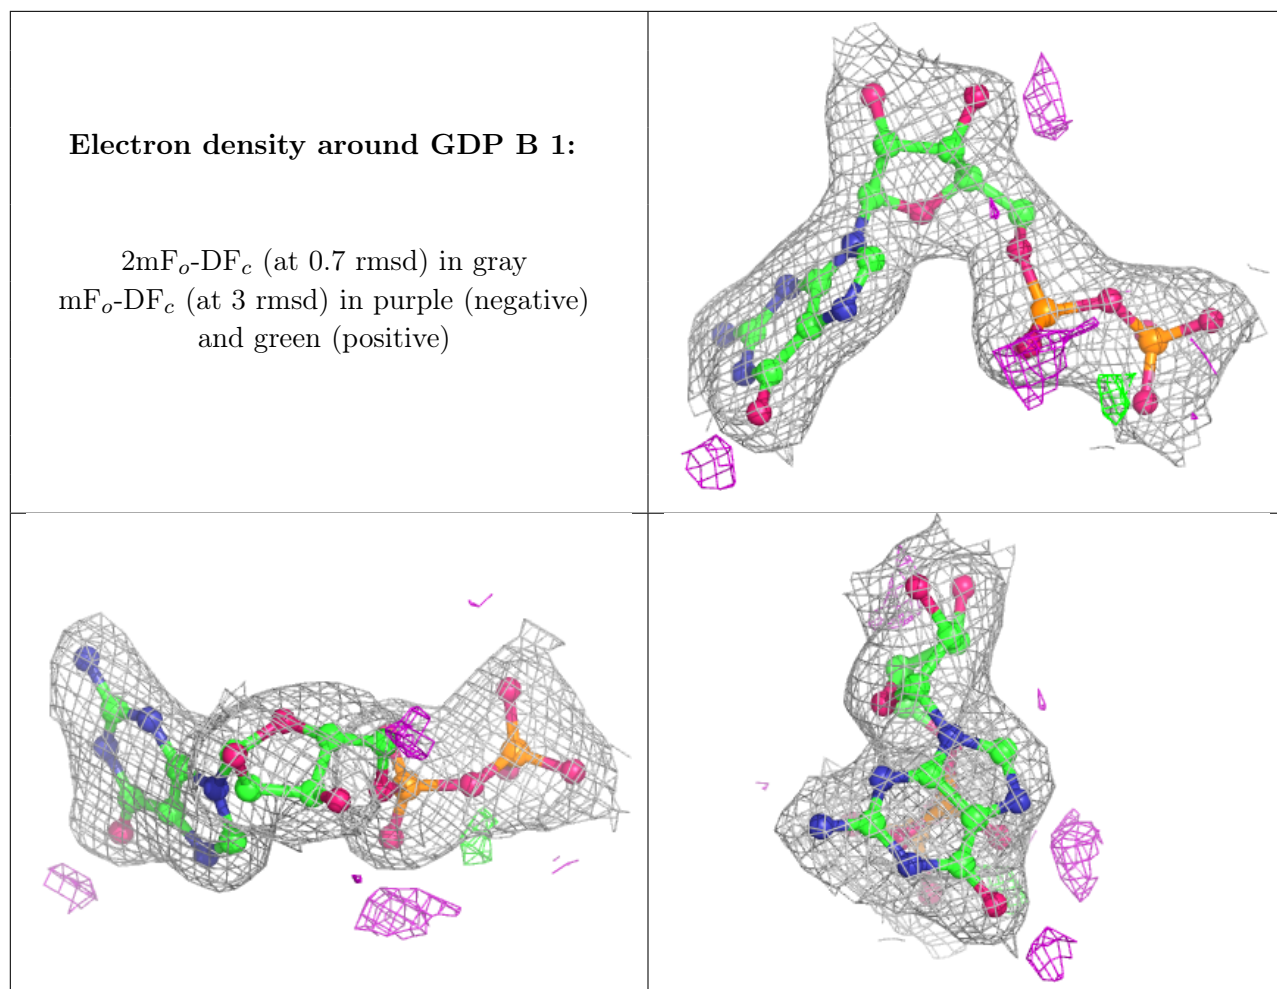 Electron density around GDP B 1:
2mFo-DFc (at 0.7 rmsd) in gray
mFo-DFc (at 3 rmsd) in purple (negative)
and green (positive)